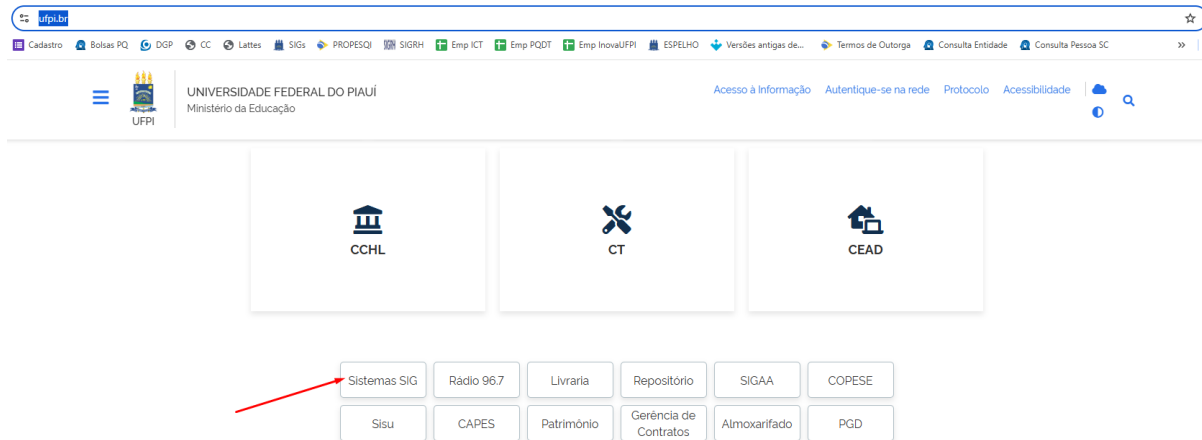 ufpi.br
Cadastro Bolsas PQ DGP CC Lattes SIGs PROPESQI SIGRH Emp ICT Emp PQDT Emp InovaUFPI ESPELHO Versões antigas de... Termos de Outorga Consulta Entidade Consulta Pessoa SC »
UFPI
UNIVERSIDADE FEDERAL DO PIAUÍ
Ministério da Educação
Acesso à Informação Autentique-se na rede Protocolo Acessibilidade
CCHL CT CEAD
Sistemas SIG Rádio 96.7 Livraria Repositório SIGAA COPESE
Sisu CAPES Patrimônio Gerência de Contratos Almoxarifado PGD